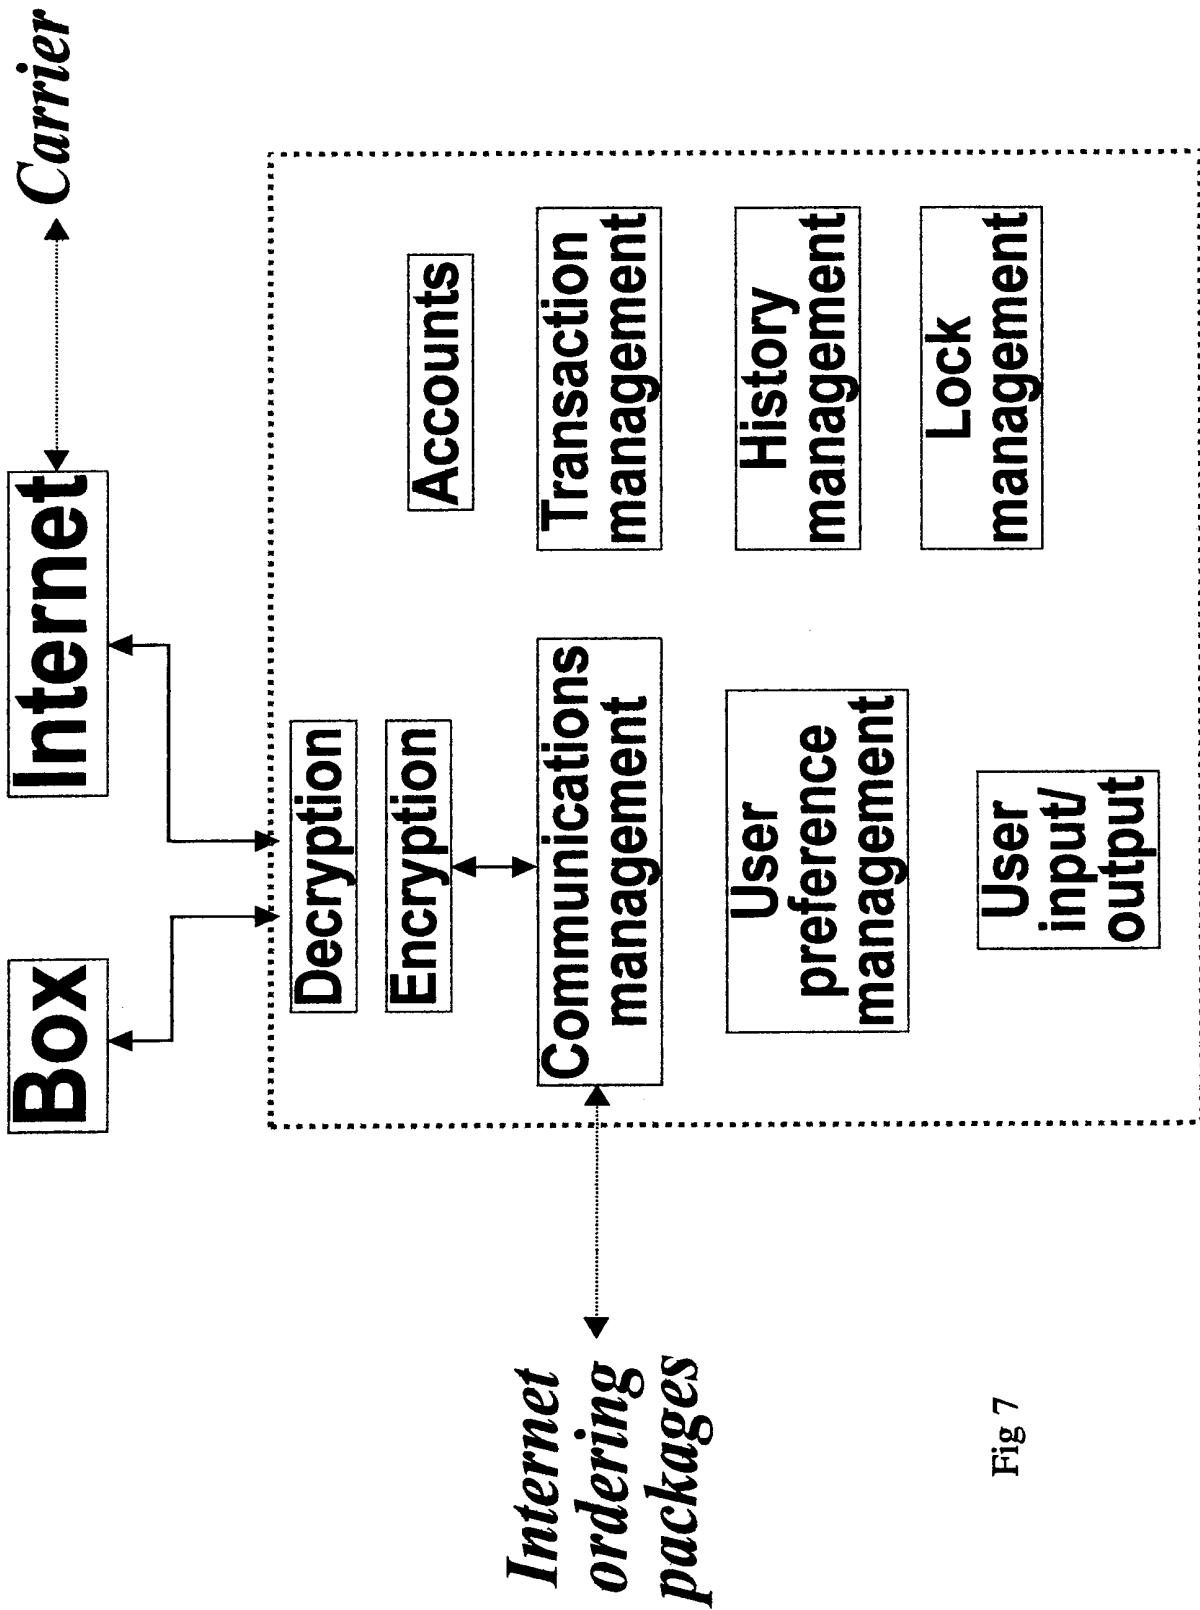 Box
Internet
Carrier
Decryption
Encryption
Accounts
Communications
management
Transaction
management
User
preference
management
History
management
User
input/
output
Lock
management
Internet
ordering
packages
Fig 7